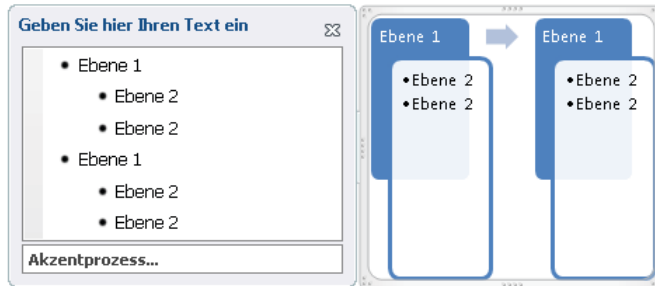 Geben Sie hier Ihren Text ein
• Ebene 1
• Ebene 2
• Ebene 2
• Ebene 1
• Ebene 2
• Ebene 2
Akzentprozess...
Ebene 1
•Ebene 2
•Ebene 2
Ebene 1
•Ebene 2
•Ebene 2